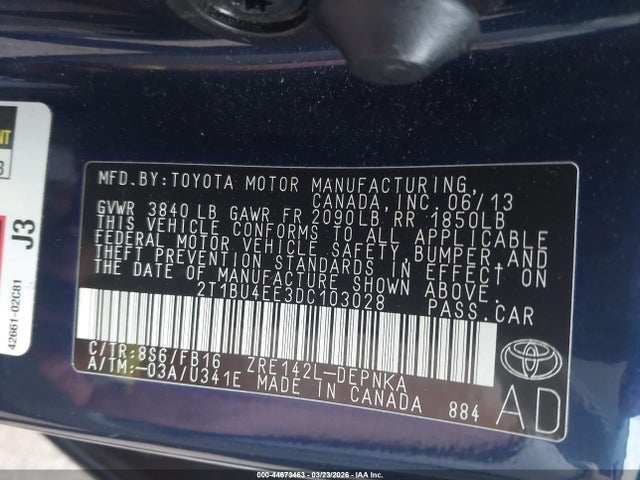 MFD.BY:TOYOTA MOTOR MANUFACTURING,
CANADA, INC. 06/13
GVWR 3840 LB GAWR FR 2090LB, RR 1850LB
THIS VEHICLE CONFORMS TO ALL APPLICABLE
FEDERAL MOTOR VEHICLE SAFETY, BUMPER, AND
THEFT PREVENTION STANDARDS IN EFFECT ON
THE DATE OF MANUFACTURE SHOWN ABOVE.
2T1BU4EE3DC103028 PASS.CAR
C/TR:8S6/FB16 ZRE142L-DEPNKA
A/TM:-03A/U341E MADE IN CANADA 884
AD
J3
42661-02C81
000-44673463 - 03/23/2026 - IAAPC